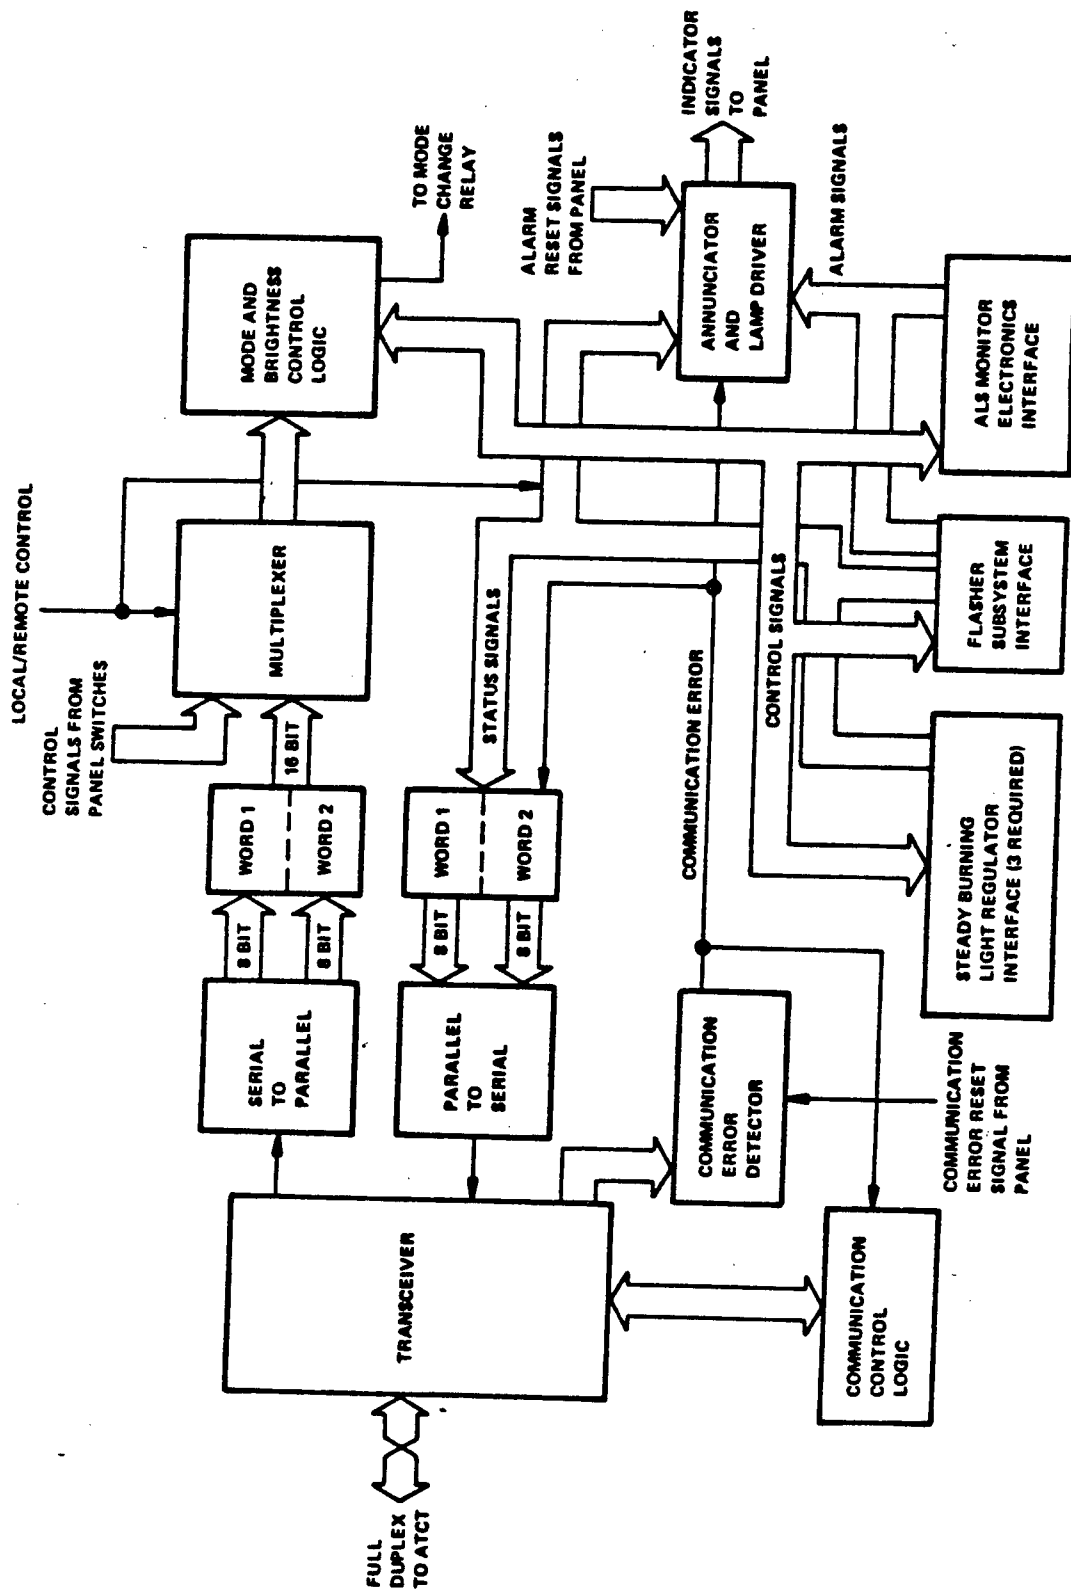 FULL
DUPLEX
TO ATCT
TRANSCEIVER
SERIAL
TO
PARALLEL
8 BIT
8 BIT
WORD 1
WORD 2
16 BIT
CONTROL
SIGNALS FROM
PANEL SWITCHES
LOCAL/REMOTE CONTROL
MULTIPLEXER
MODE AND
BRIGHTNESS
CONTROL
LOGIC
TO MODE
CHANGE
RELAY
PARALLEL
TO
SERIAL
8 BIT
8 BIT
WORD 1
WORD 2
STATUS SIGNALS
ALARM
RESET SIGNALS
FROM PANEL
INDICATOR
SIGNALS
TO
PANEL
ANNUNCIATOR
AND
LAMP DRIVER
COMMUNICATION
ERROR
DETECTOR
COMMUNICATION ERROR
CONTROL SIGNALS
ALARM SIGNALS
COMMUNICATION
CONTROL
LOGIC
COMMUNICATION
ERROR RESET
SIGNAL FROM
PANEL
STEADY BURNING
LIGHT REGULATOR
INTERFACE (3 REQUIRED)
FLASHER
SUBSYSTEM
INTERFACE
ALS MONITOR
ELECTRONICS
INTERFACE